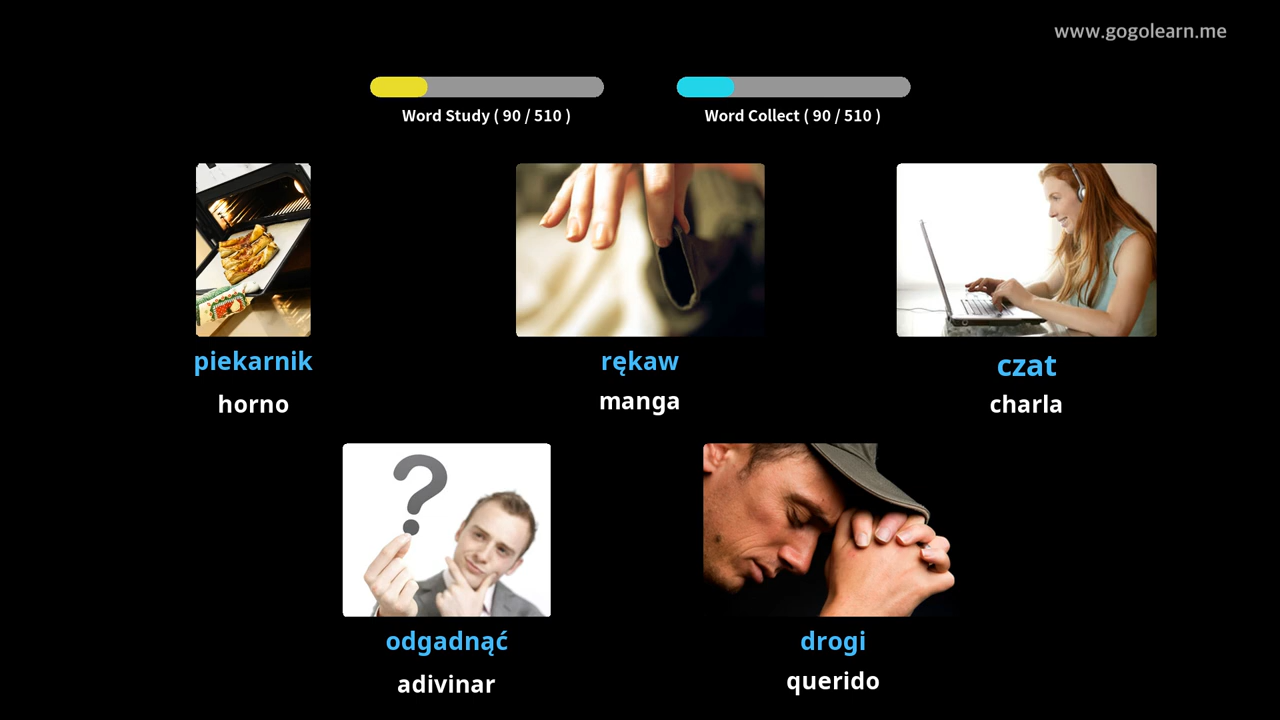 www.gogolearn.me
Word Study ( 90 / 510 )
Word Collect ( 90 / 510 )
piekarnik
horno
rękaw
manga
czat
charla
?
odgadnąć
adivinar
drogi
querido